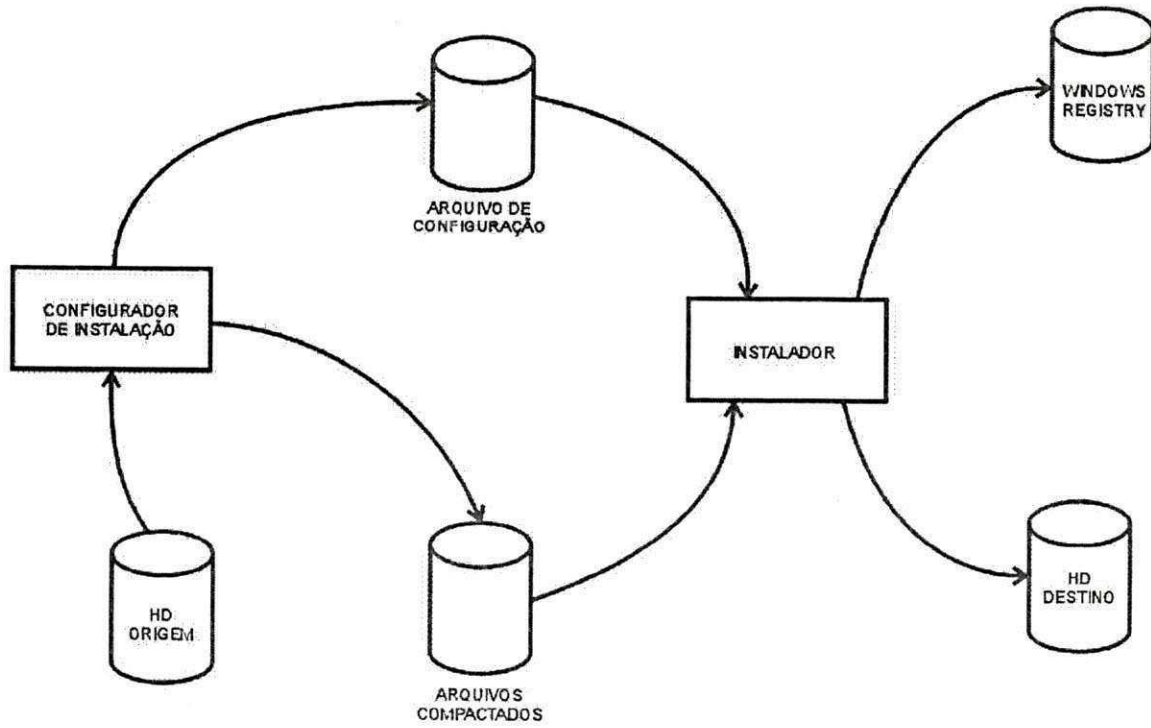 WINDOWS
REGISTRY
ARQUIVO DE
CONFIGURAÇÃO
CONFIGURADOR
DE INSTALAÇÃO
INSTALADOR
HD
ORIGEM
ARQUIVOS
COMPACTADOS
HD
DESTINO